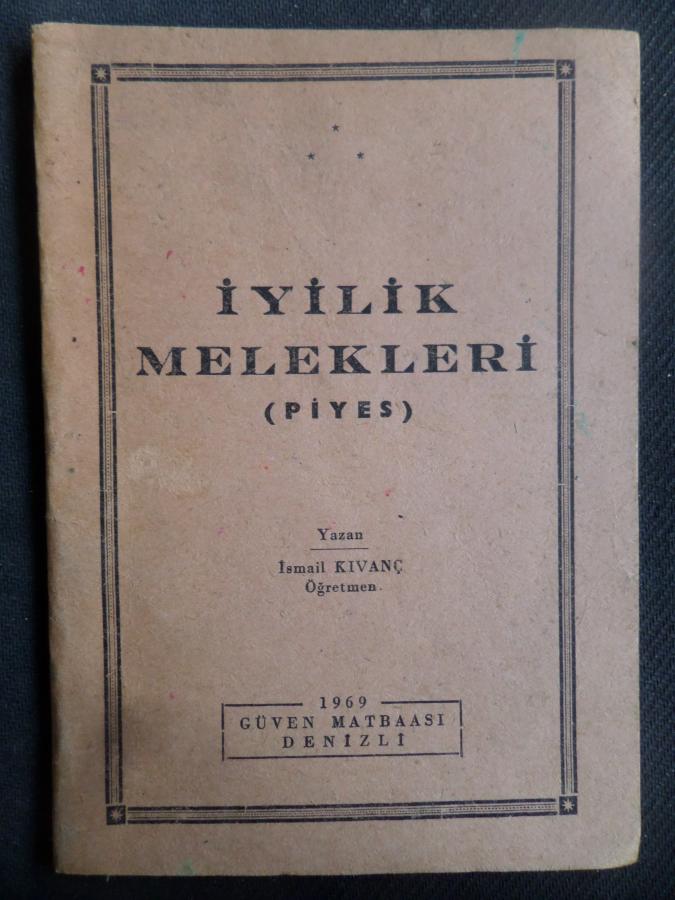 İYİLİK
MELEKLERİ
(PİYES)
Yazan
İsmail KIVANÇ
Öğretmen
1969
GÜVEN MATBAASI
DENİZLİ